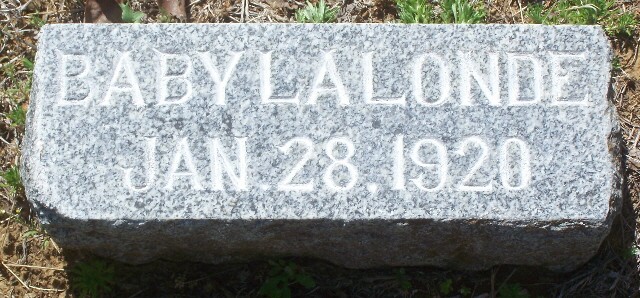 BABY LALONDE
JAN. 28, 1920